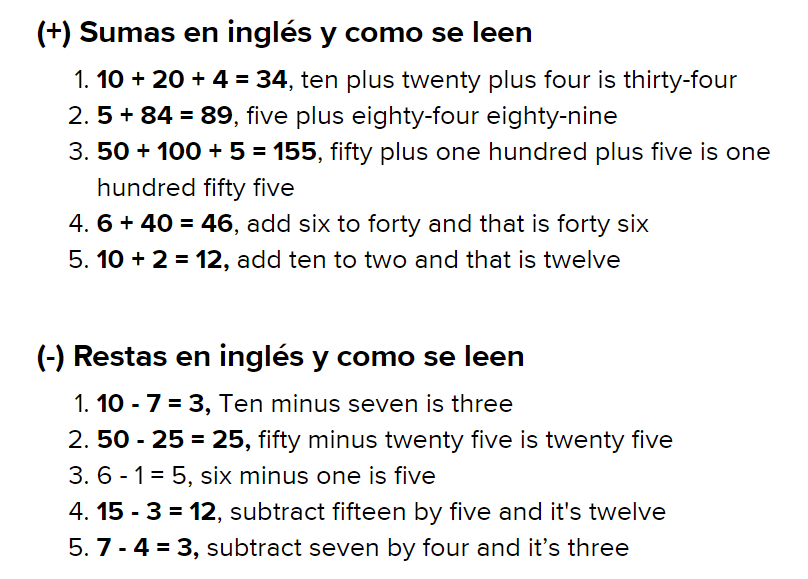 (+) Sumas en inglés y como se leen
1. 10 + 20 + 4 = 34, ten plus twenty plus four is thirty-four
2. 5 + 84 = 89, five plus eighty-four eighty-nine
3. 50 + 100 + 5 = 155, fifty plus one hundred plus five is one
hundred fifty five
4. 6 + 40 = 46, add six to forty and that is forty six
5. 10 + 2 = 12, add ten to two and that is twelve
(-) Restas en inglés y como se leen
1. 10 - 7 = 3, Ten minus seven is three
2. 50 - 25 = 25, fifty minus twenty five is twenty five
3. 6 - 1 = 5, six minus one is five
4. 15 - 3 = 12, subtract fifteen by five and it's twelve
5. 7 - 4 = 3, subtract seven by four and it’s three